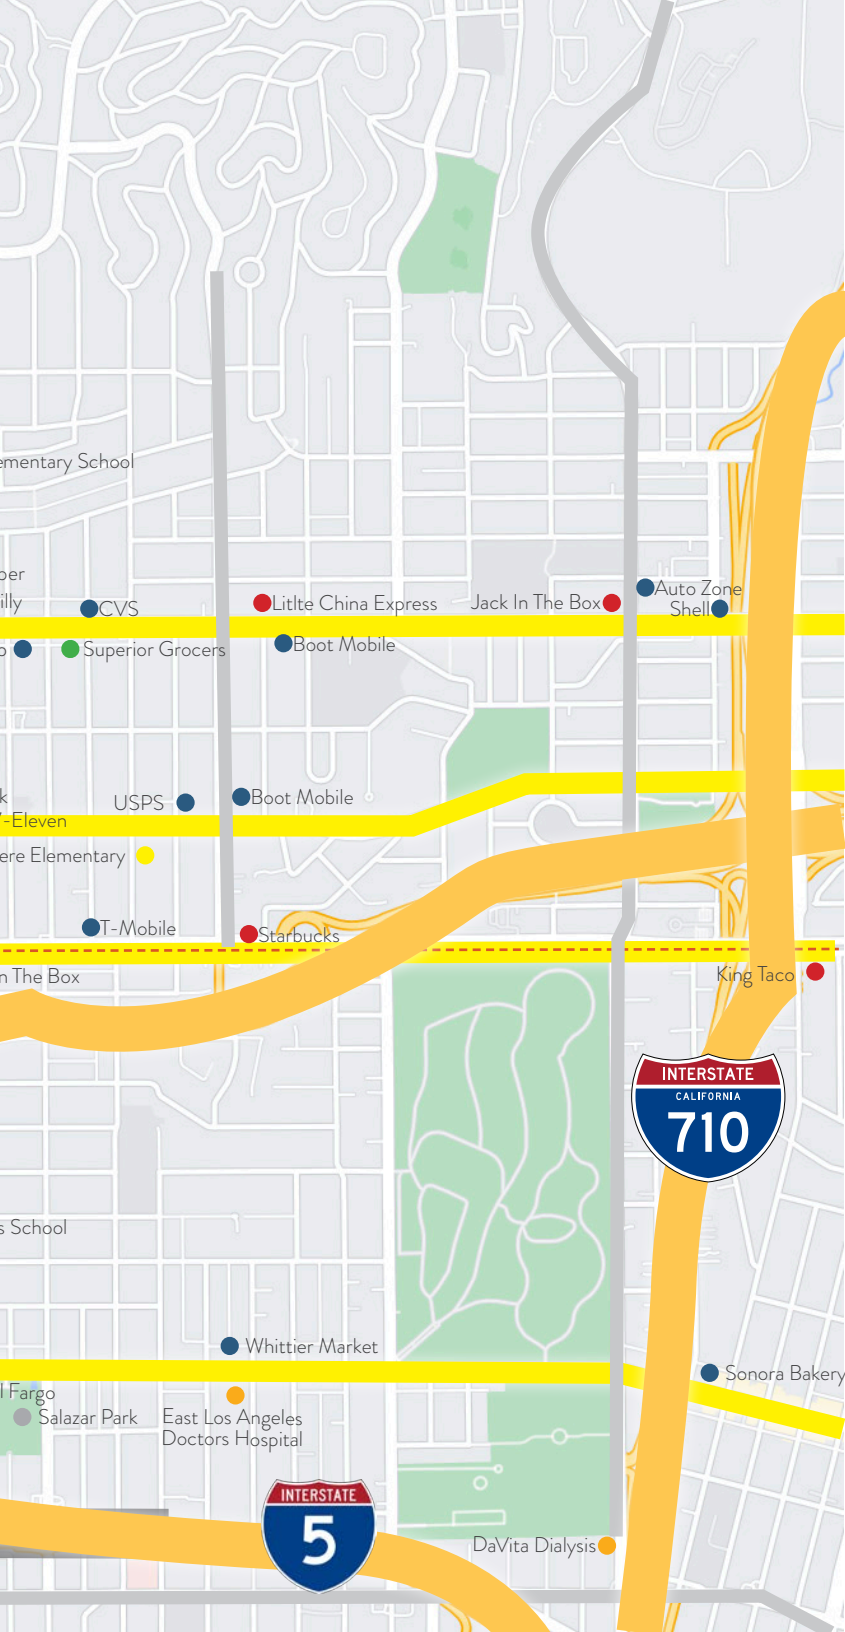 ementary School
per
illy
CVS
Litlte China Express
Jack In The Box
Auto Zone
Shell
Superior Grocers
Boot Mobile
k
USPS
Boot Mobile
7-Eleven
ere Elementary
T-Mobile
Starbucks
n The Box
King Taco
INTERSTATE
CALIFORNIA
710
s School
Whittier Market
Sonora Bakery
l Fargo
Salazar Park
East Los Angeles
Doctors Hospital
INTERSTATE
5
DaVita Dialysis